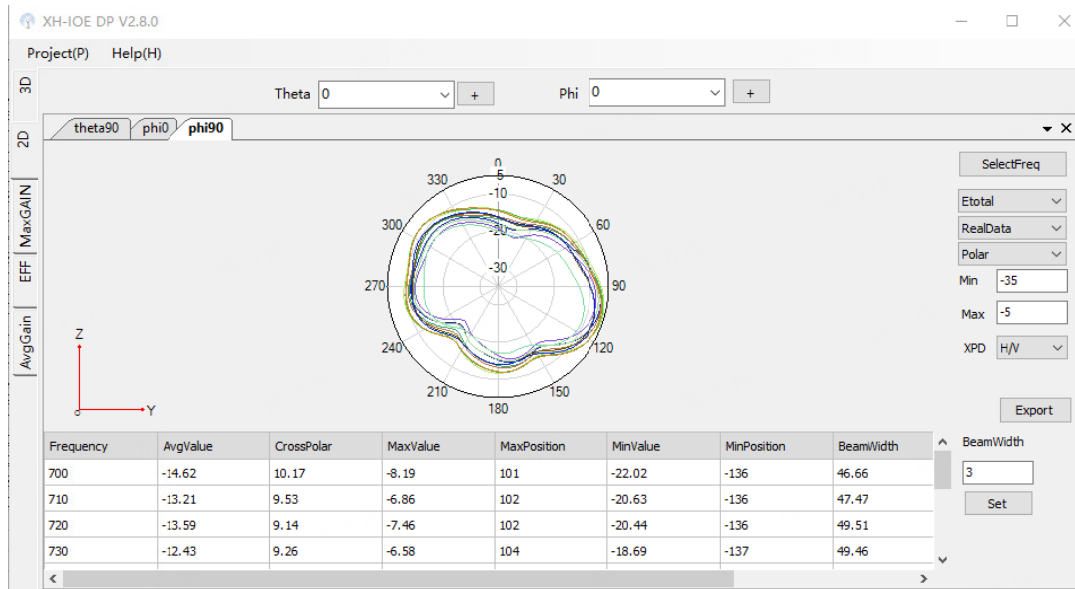 XH-IOE DP V2.8.0
Project(P) Help(H)
3D
2D
MaxGAIN
EFF
AvgGain
Theta 0 + Phi 0 +
theta90 phi0 phi90
0
5
-10
-20
-30
30
60
90
120
150
180
210
240
270
300
330
Z
o
Y
SelectFreq
Etotal
RealData
Polar
Min -35
Max -5
XPD H/V
Export
BeamWidth
3
Set
Frequency AvgValue CrossPolar MaxValue MaxPosition MinValue MinPosition BeamWidth
700 -14.62 10.17 -8.19 101 -22.02 -136 46.66
710 -13.21 9.53 -6.86 102 -20.63 -136 47.47
720 -13.59 9.14 -7.46 102 -20.44 -136 49.51
730 -12.43 9.26 -6.58 104 -18.69 -137 49.46